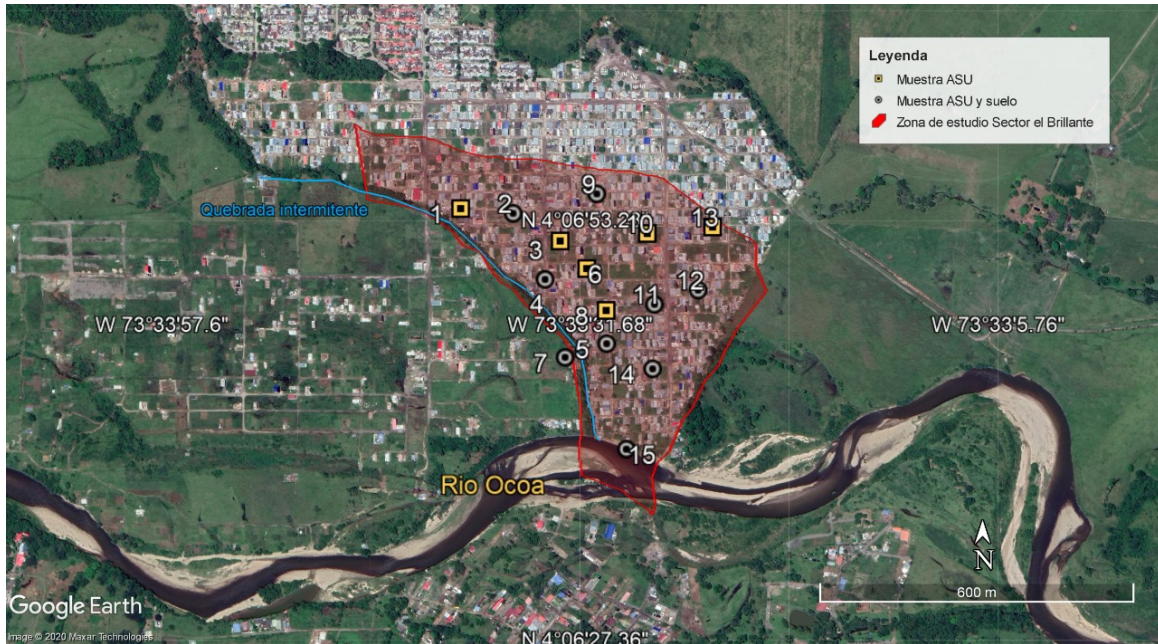 Leyenda
Muestra ASU
Muestra ASU y suelo
Zona de estudio Sector el Brillante
Quebrada intermitente
1
2
9
N 4°06'53.21"
10
13
3
6
12
4
8
11
W 73°33'57.6"
W 73°33'31.68"
W 73°33'5.76"
7
5
14
15
Rio Ocoa
N
600 m
Google Earth
Image © 2020 Maxar Technologies
N 4°06'27.36"